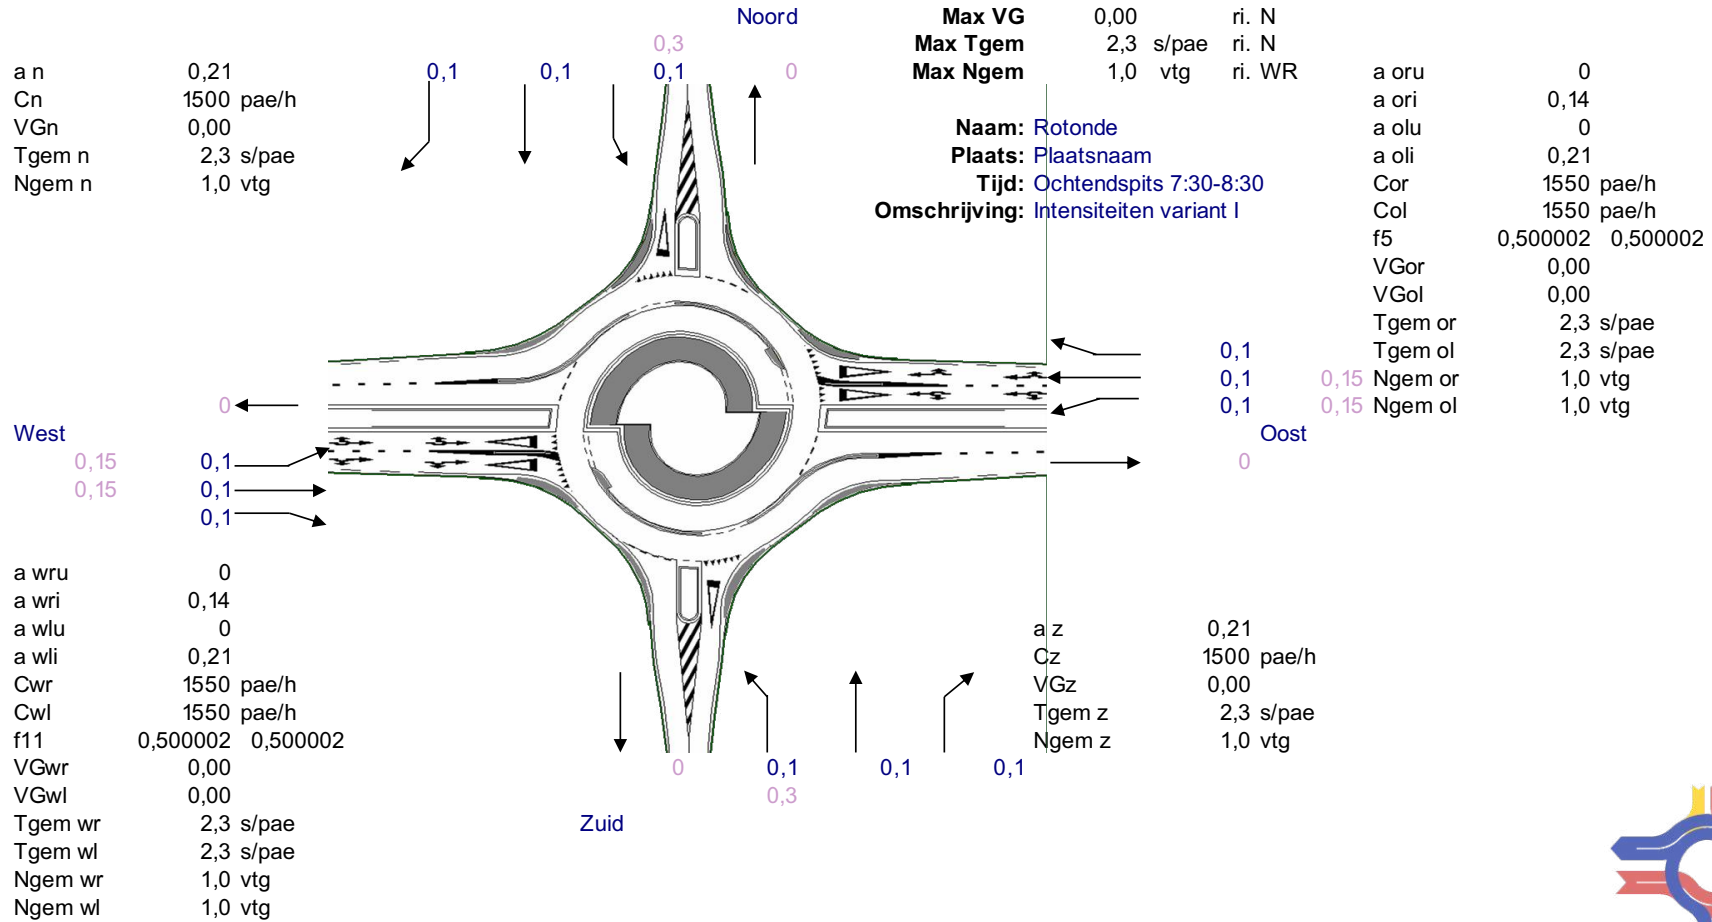 Noord
Max VG 0,00 ri. N
0,3
Max Tgem 2,3 s/pae ri. N
a n 0,21
0,1 0,1 0,1 0
Max Ngem 1,0 vtg ri. WR
Cn 1500 pae/h
VGn 0,00
Tgem n 2,3 s/pae
Ngem n 1,0 vtg
Naam: Rotonde
Plaats: Plaatsnaam
Tijd: Ochtendspits 7:30-8:30
Omschrijving: Intensiteiten variant I
a oru 0
a ori 0,14
a olu 0
a oli 0,21
Cor 1550 pae/h
Col 1550 pae/h
f5 0,500002 0,500002
VGor 0,00
VGol 0,00
Tgem or 2,3 s/pae
0,1 Tgem ol 2,3 s/pae
0,1 0,15 Ngem or 1,0 vtg
0,1 0,15 Ngem ol 1,0 vtg
Oost
0
0
West
0,15 0,1
0,15 0,1
0,1
a wru 0
a wri 0,14
a wlu 0
a wli 0,21
Cwr 1550 pae/h
Cwl 1550 pae/h
f11 0,500002 0,500002
VGwr 0,00
VGwl 0,00
Tgem wr 2,3 s/pae
Tgem wl 2,3 s/pae
Ngem wr 1,0 vtg
Ngem wl 1,0 vtg
a z 0,21
Cz 1500 pae/h
VGz 0,00
Tgem z 2,3 s/pae
Ngem z 1,0 vtg
0 0,1 0,1 0,1
0,3
Zuid